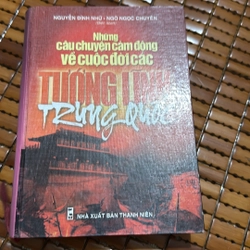 NGUYỄN ĐÌNH NHỮ - NGÔ NGỌC CHUYÊN
Những
câu chuyện cảm động
về cuộc đời các
TƯỚNG LĨNH
Trung Quốc
NHÀ XUẤT BẢN THANH NIÊN